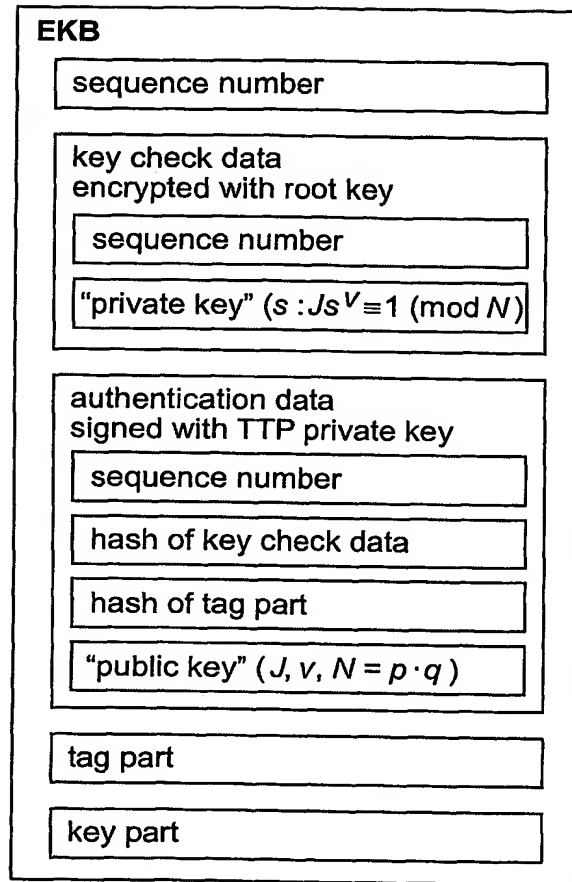 EKB
sequence number
key check data
encrypted with root key
sequence number
“private key” (s : Js^v ≡ 1 (mod N)
authentication data
signed with TTP private key
sequence number
hash of key check data
hash of tag part
“public key” ( J, v, N = p · q )
tag part
key part